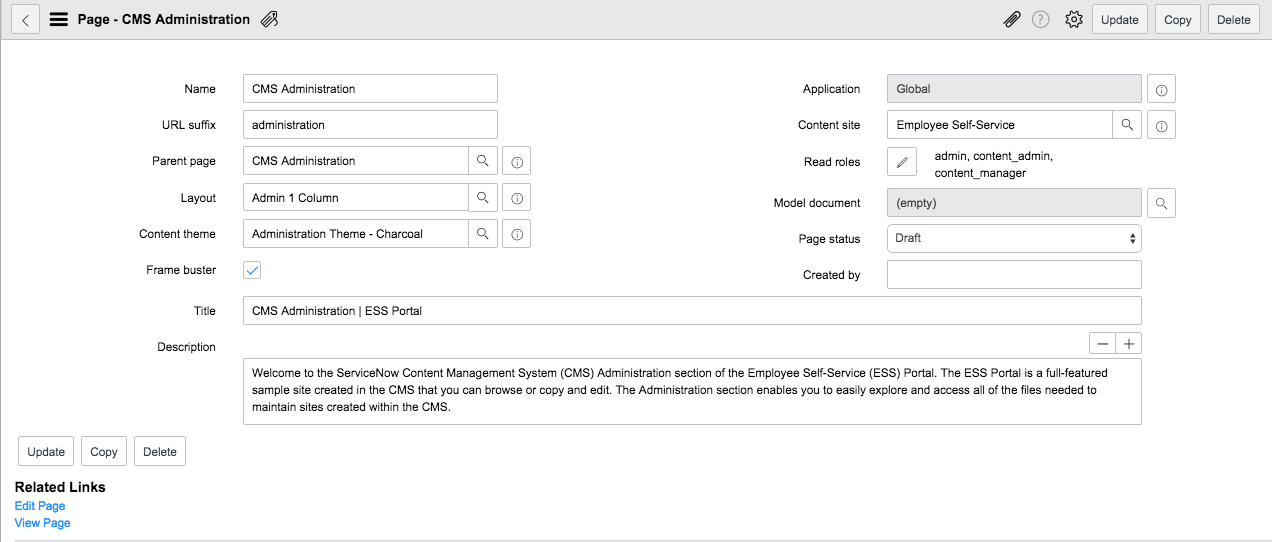 Page - CMS Administration
Update Copy Delete
Name CMS Administration
Application Global
URL suffix administration
Content site Employee Self-Service
Parent page CMS Administration
Read roles admin, content_admin,
content_manager
Layout Admin 1 Column
Model document (empty)
Content theme Administration Theme - Charcoal
Page status Draft
Frame buster
Created by
Title CMS Administration | ESS Portal
Description
Welcome to the ServiceNow Content Management System (CMS) Administration section of the Employee Self-Service (ESS) Portal. The ESS Portal is a full-featured
sample site created in the CMS that you can browse or copy and edit. The Administration section enables you to easily explore and access all of the files needed to
maintain sites created within the CMS.
Update Copy Delete
Related Links
Edit Page
View Page